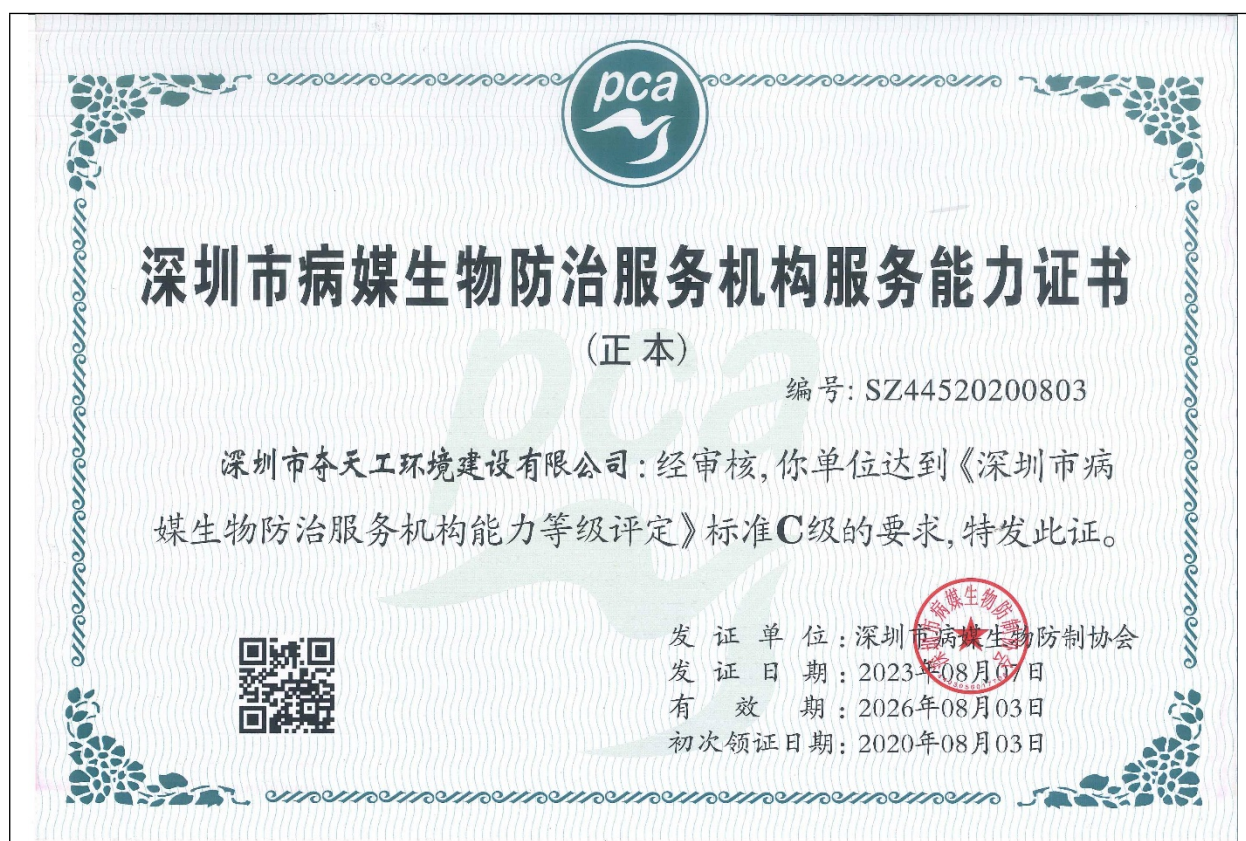 pca
深圳市病媒生物防治服务机构服务能力证书
(正本)
编号: SZ44520200803
深圳市夺天工环境建设有限公司:经审核,你单位达到《深圳市病
媒生物防治服务机构能力等级评定》标准C级的要求,特发此证。
发证单位:深圳市病媒生物防制协会
发证日期:2023年08月07日
有效期:2026年08月03日
初次领证日期:2020年08月03日